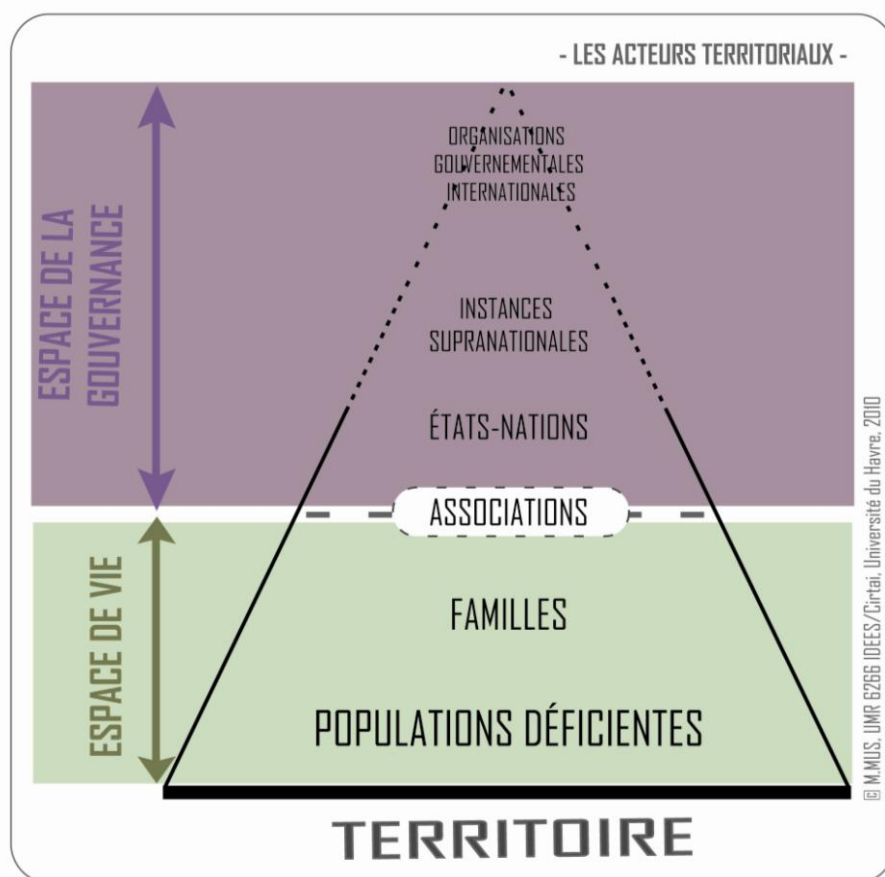 - LES ACTEURS TERRITORIAUX -
ORGANISATIONS
GOUVERNEMENTALES
INTERNATIONALES
ESPACE DE LA
GOUVERNANCE
INSTANCES
SUPRANATIONALES
ÉTATS-NATIONS
ASSOCIATIONS
ESPACE DE VIE
FAMILLES
POPULATIONS DÉFICIENTES
TERRITOIRE
© M.MUS, UMR 6266 IDEES/Cirtai, Université du Havre, 2010